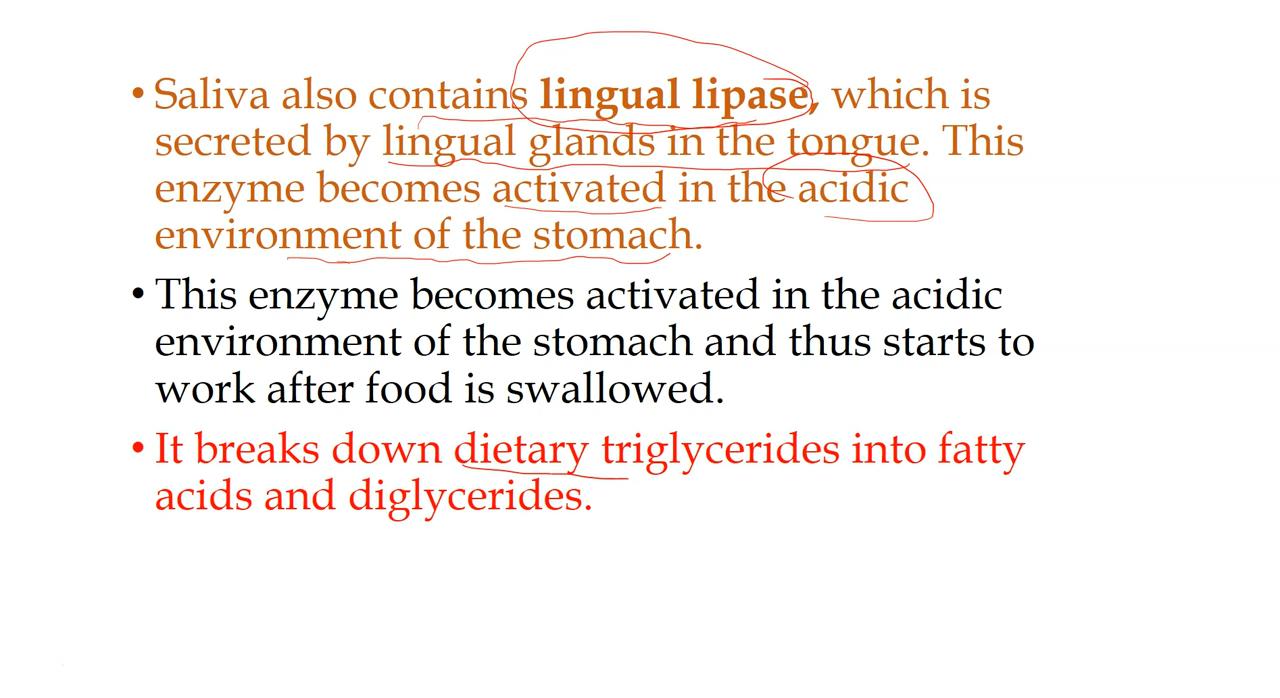 • Saliva also contains lingual lipase, which is
secreted by lingual glands in the tongue. This
enzyme becomes activated in the acidic
environment of the stomach.
• This enzyme becomes activated in the acidic
environment of the stomach and thus starts to
work after food is swallowed.
• It breaks down dietary triglycerides into fatty
acids and diglycerides.